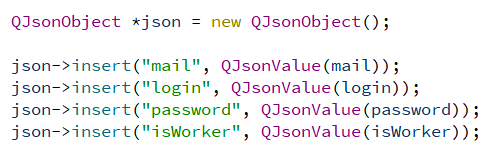 QJsonObject *json = new QJsonObject();
json->insert("mail", QJsonValue(mail));
json->insert("login", QJsonValue(login));
json->insert("password", QJsonValue(password));
json->insert("isWorker", QJsonValue(isWorker));